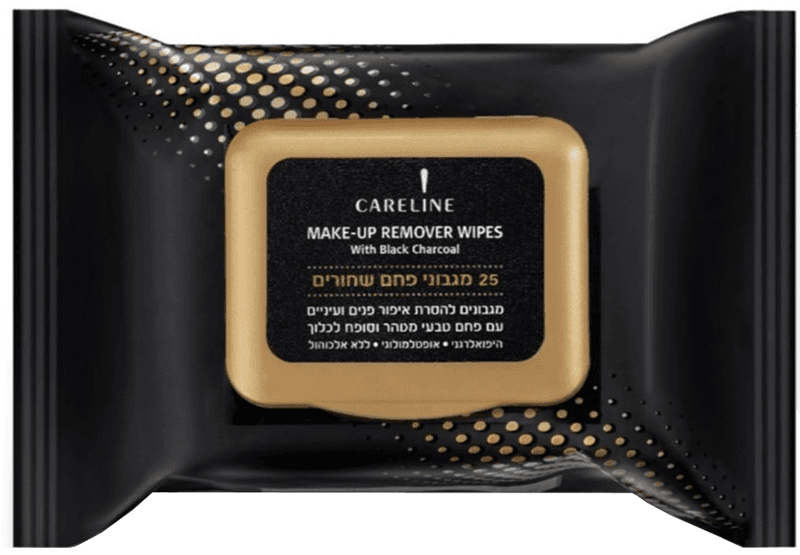 CARELINE
MAKE-UP REMOVER WIPES
With Black Charcoal
25 מגבוני פחם שחורים
מגבונים להסרת איפור פנים ועיניים
עם פחם טבעי מטהר וסופח לכלוך
היפואלרגני • אופטלמולוגי • ללא אלכוהול